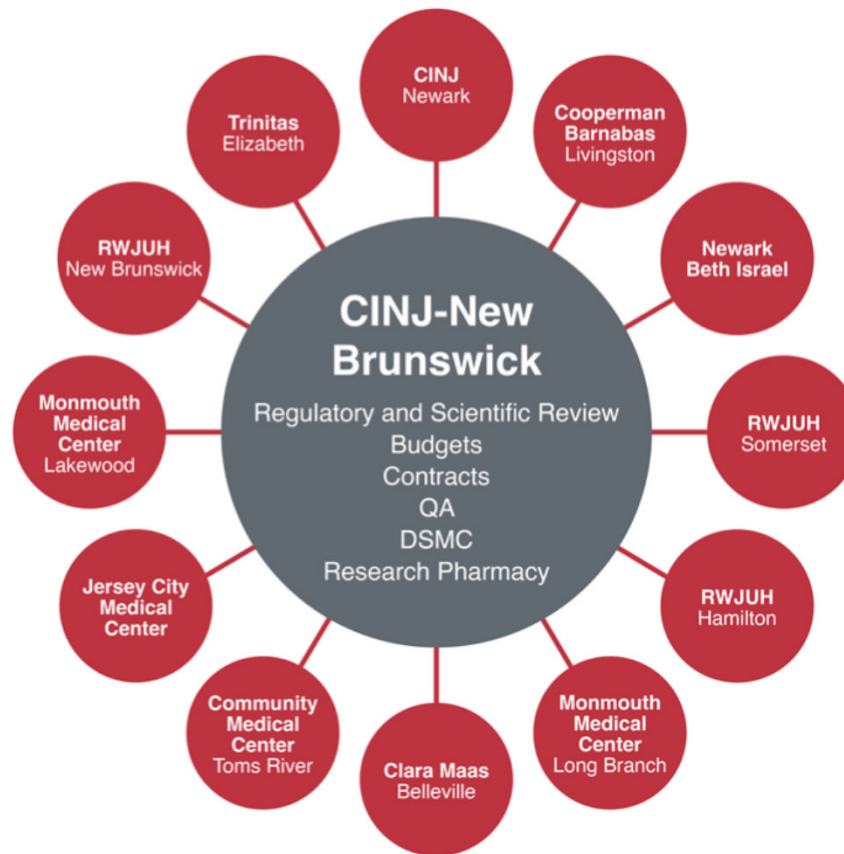 CINJ
Newark
Cooperman
Barnabas
Livingston
Newark
Beth Israel
RWJUH
Somerset
RWJUH
Hamilton
Monmouth
Medical
Center
Long Branch
Clara Maas
Belleville
Community
Medical
Center
Toms River
Jersey City
Medical
Center
Monmouth
Medical
Center
Lakewood
RWJUH
New Brunswick
Trinitas
Elizabeth
CINJ-New
Brunswick
Regulatory and Scientific Review
Budgets
Contracts
QA
DSMC
Research Pharmacy